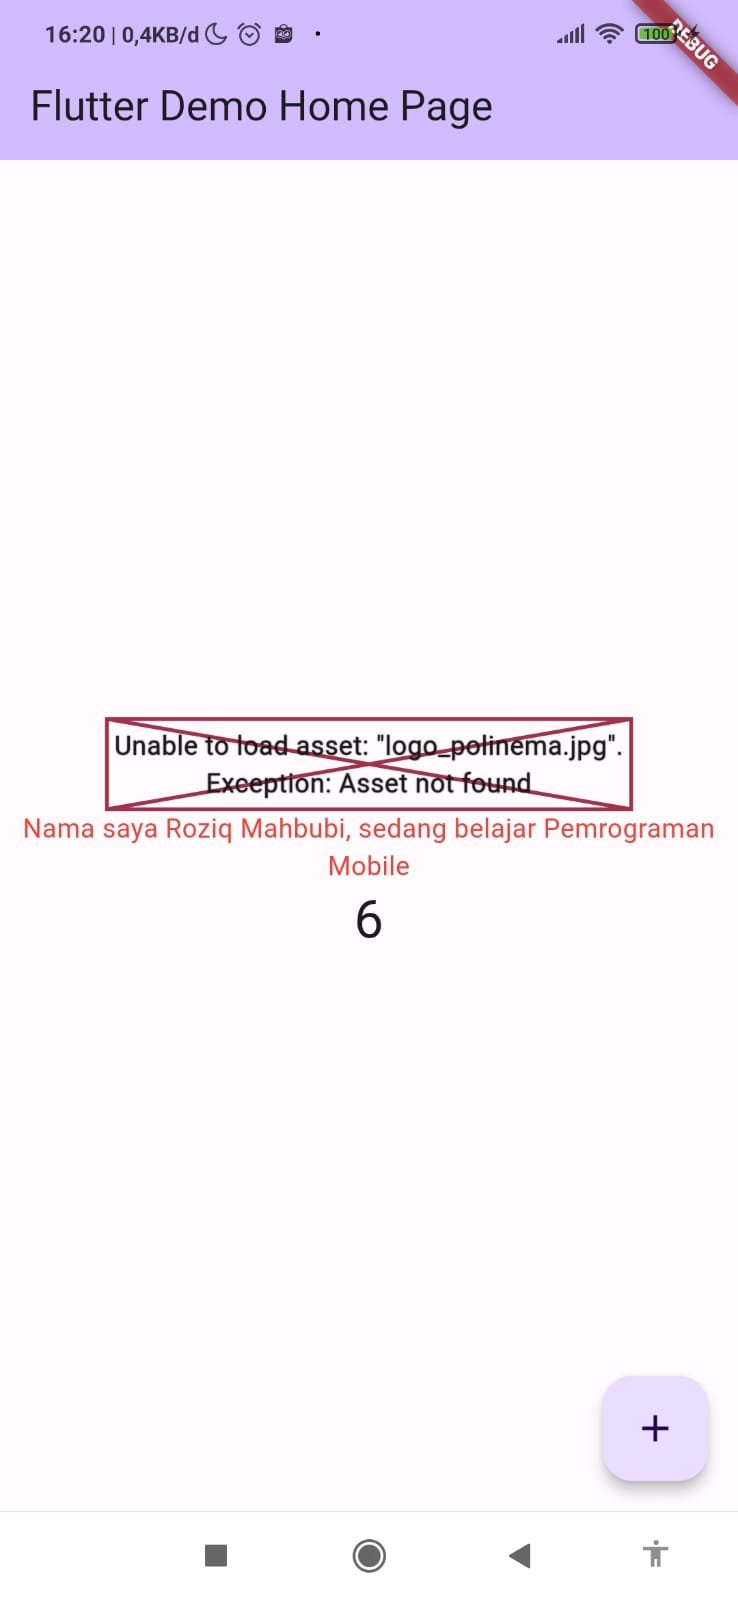 16:20 | 0,4KB/d
100
DEBUG
Flutter Demo Home Page
Unable to load asset: "logo_polinema.jpg".
Exception: Asset not found
Nama saya Roziq Mahbubi, sedang belajar Pemrograman
Mobile
6